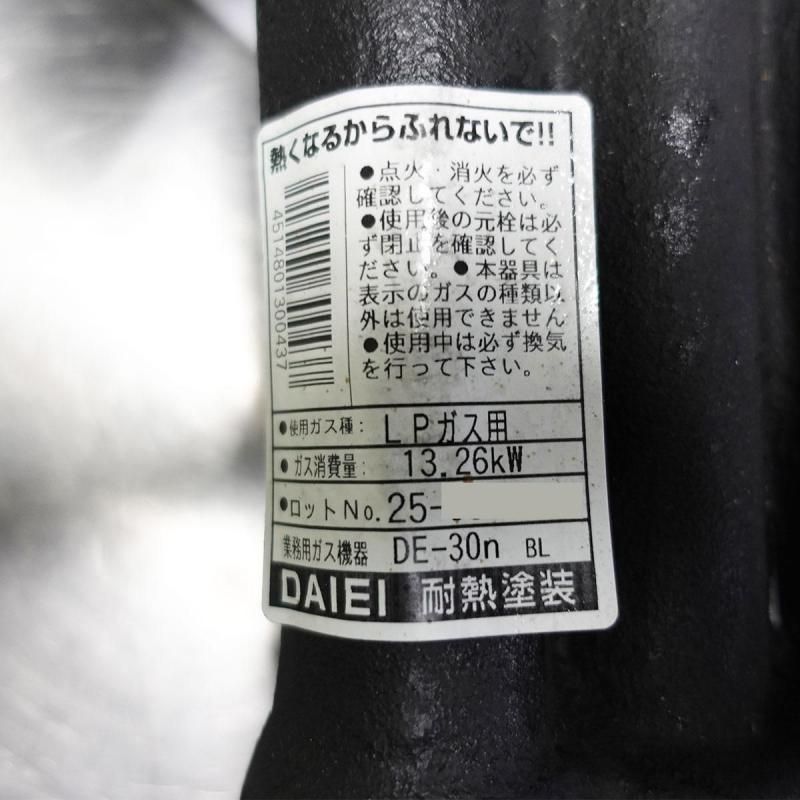 熱くなるからふれないで!!
4514801300437
●点火・消火を必ず
確認してください。
●使用後の元栓は必
ず閉止を確認してく
ださい。●本器具は
表示のガスの種類以
外は使用できません
●使用中は必ず換気
を行って下さい。
●使用ガス種: LPガス用
●ガス消費量: 13.26kW
●ロットNo. 25-
業務用ガス機器 DE-30n BL
DAIEI 耐熱塗装